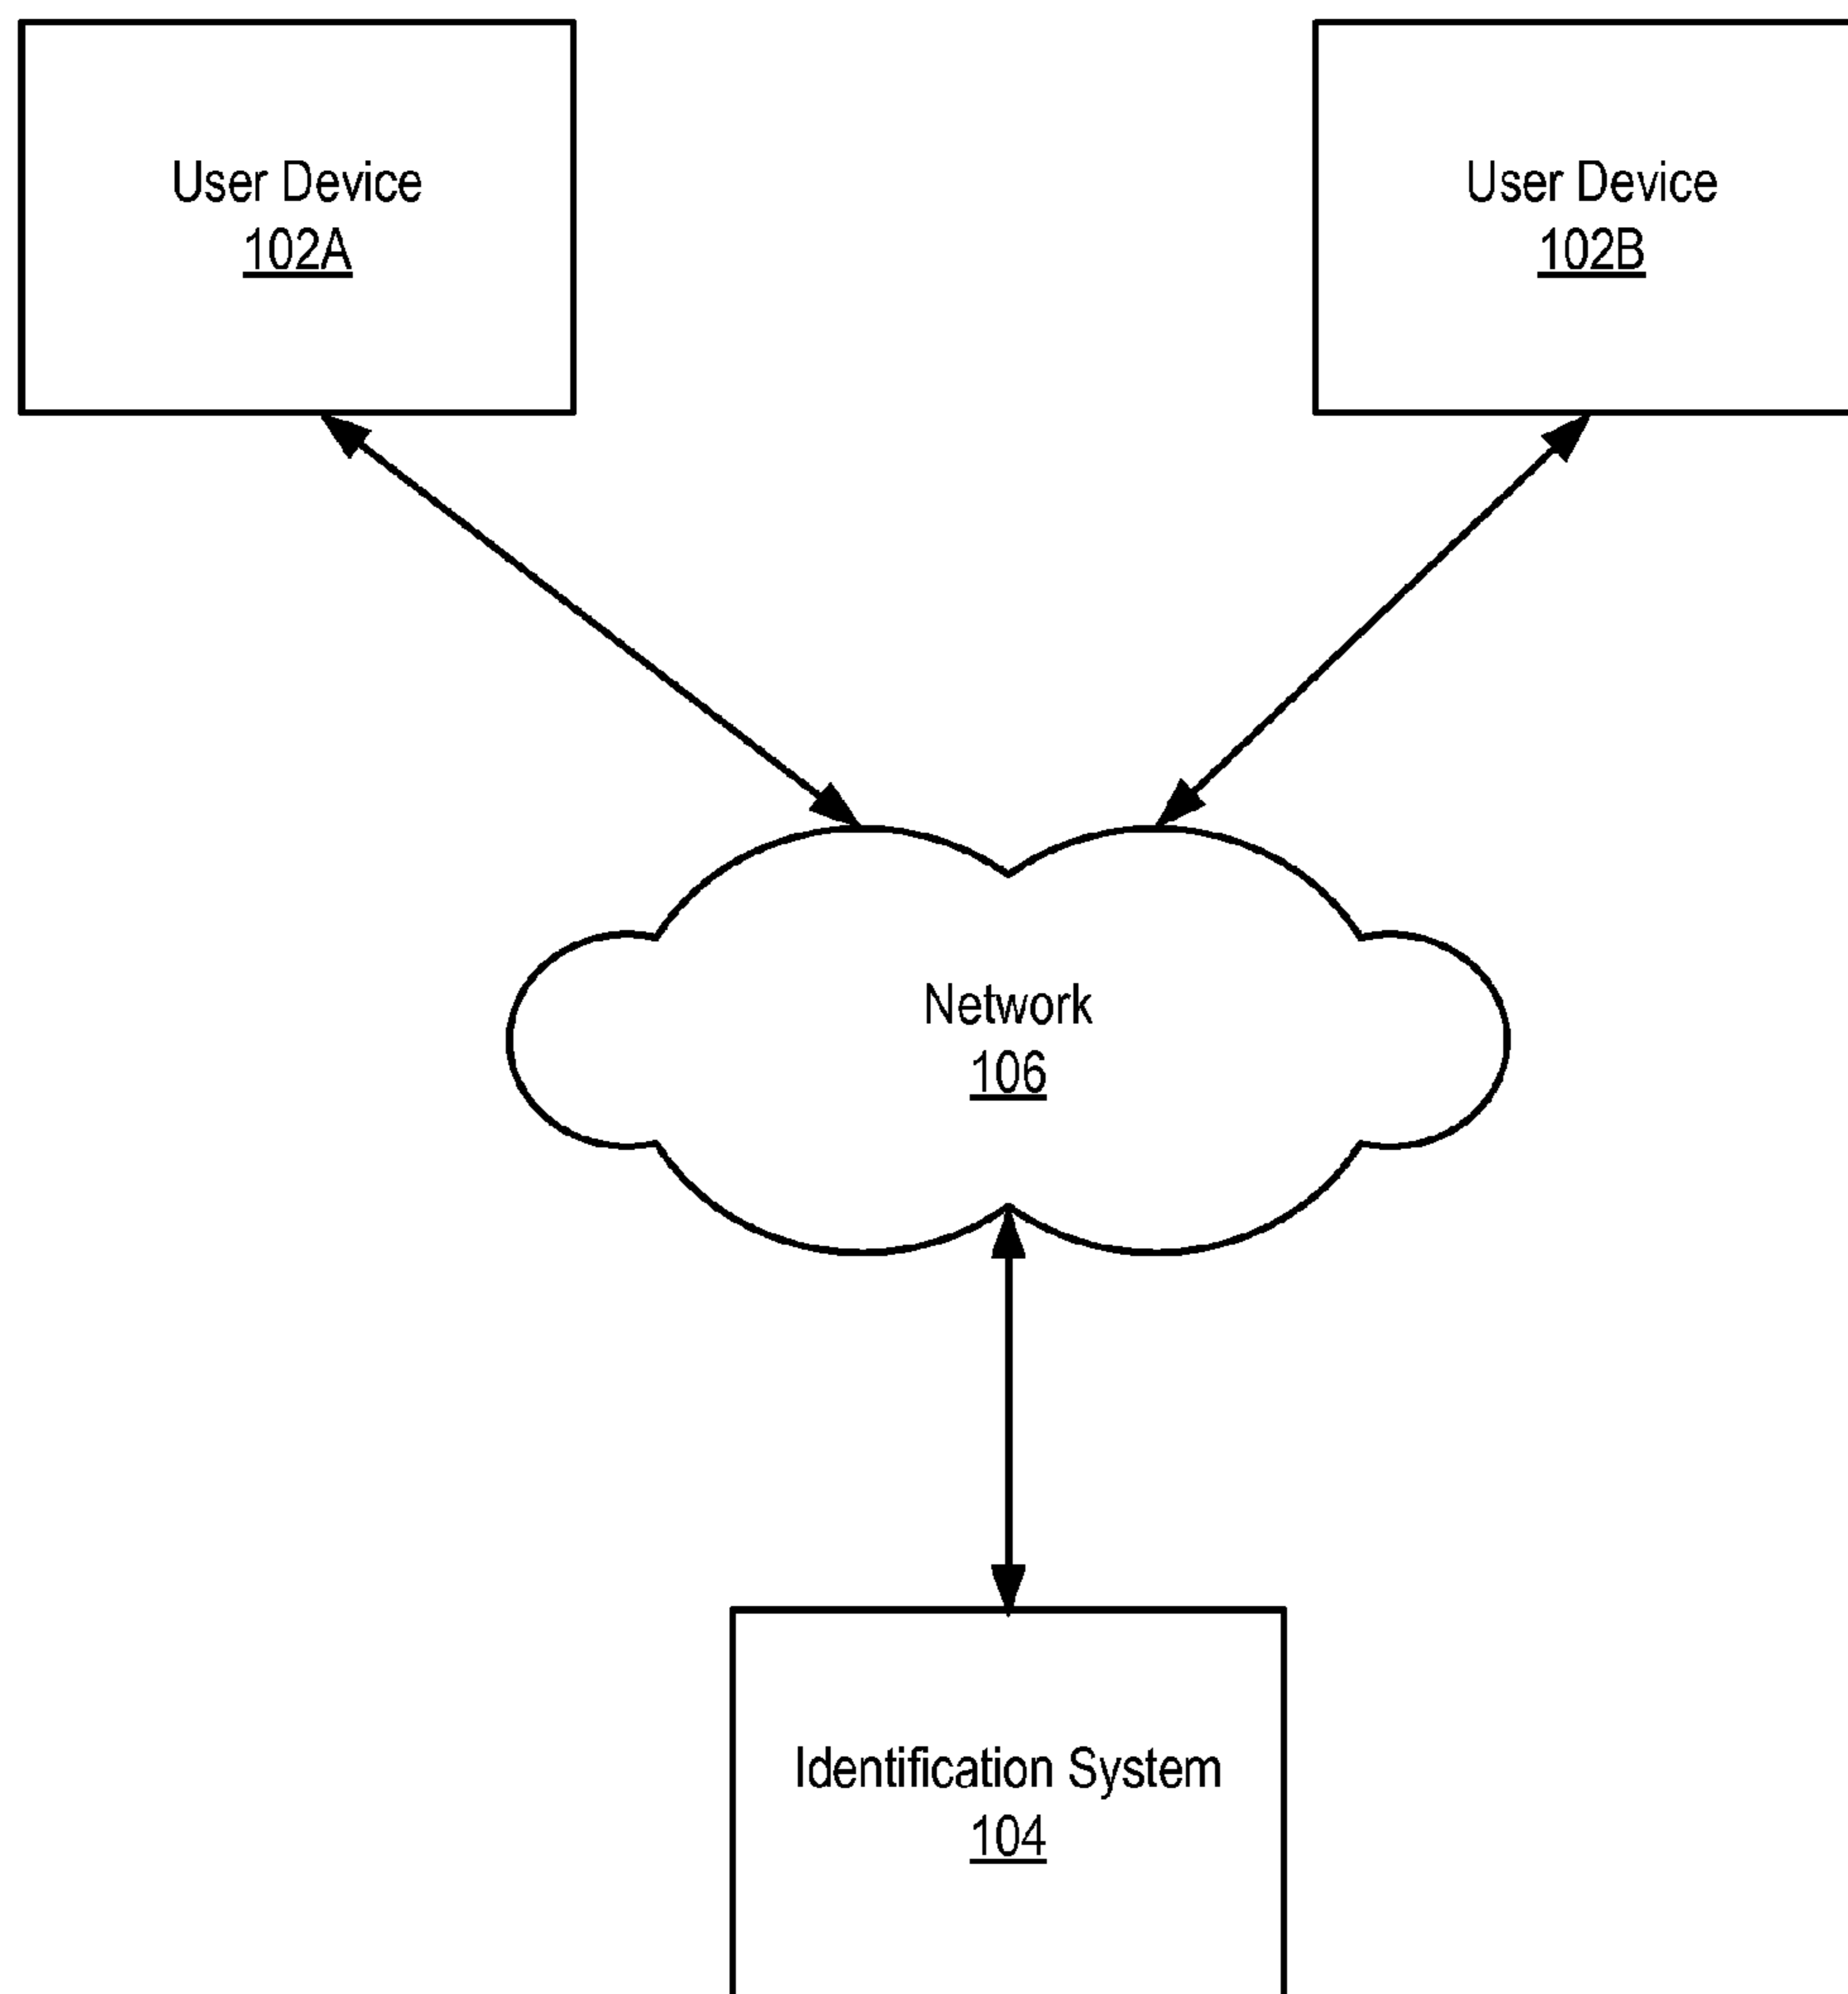 User Device
102A
User Device
102B
Network
106
Identification System
104